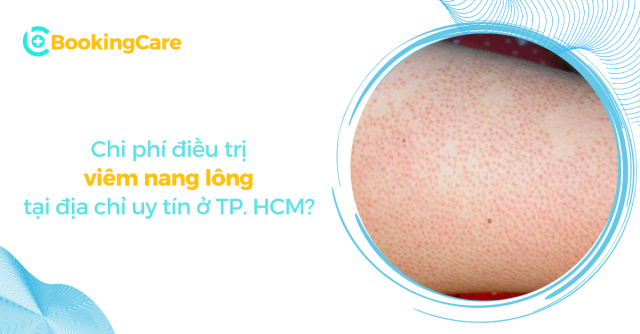 BookingCare
Chi phí điều trị
viêm nang lông
tại địa chỉ uy tín ở TP. HCM?